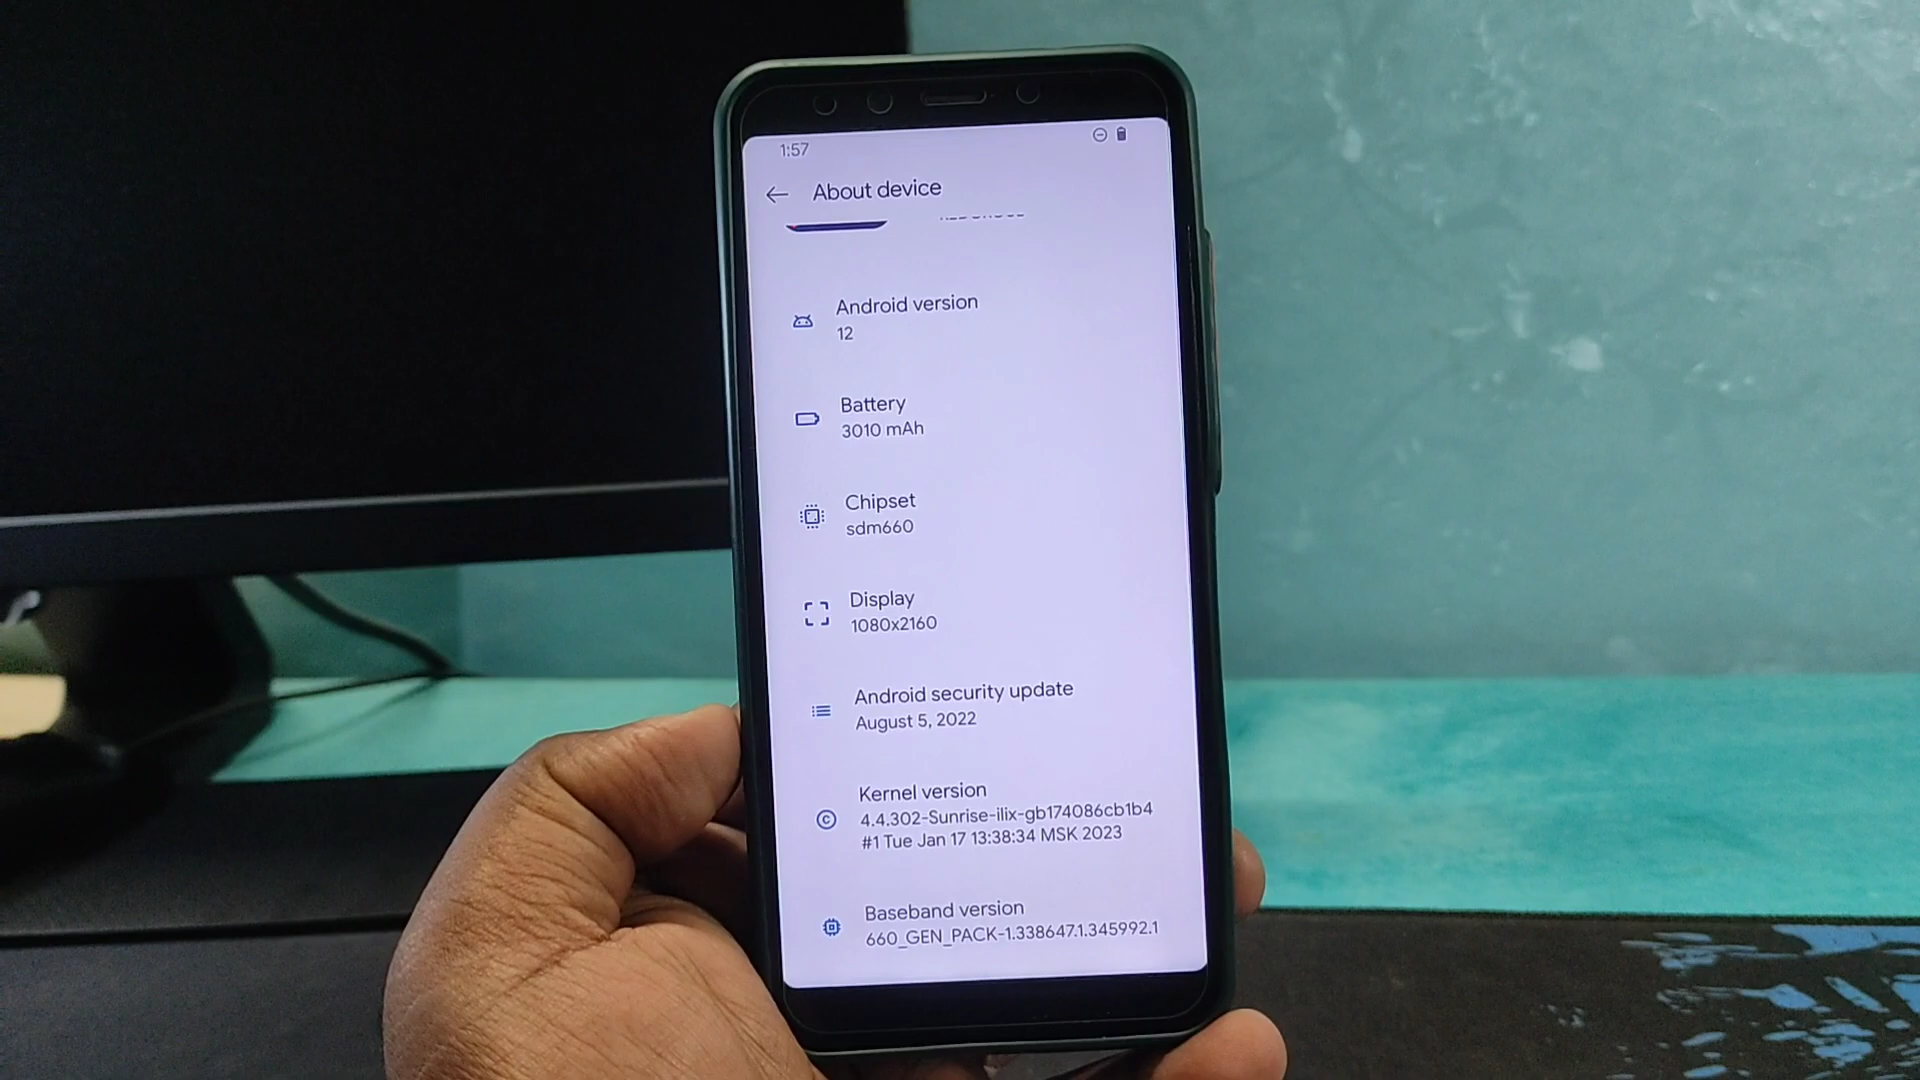 1:57
About device
Android version
12
Battery
3010 mAh
Chipset
sdm660
Display
1080x2160
Android security update
August 5, 2022
Kernel version
4.4.302-Sunrise-ilix-gb174086cb1b4
#1 Tue Jan 17 13:38:34 MSK 2023
Baseband version
660_GEN_PACK-1.338647.1.345992.1